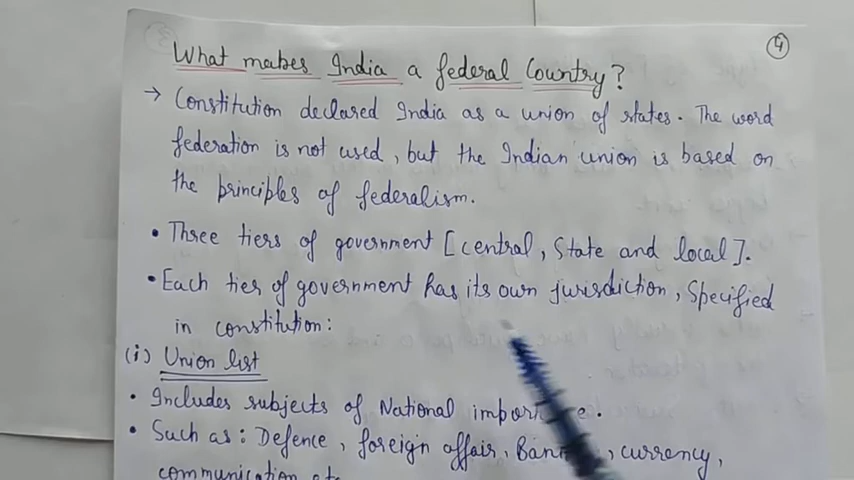 4
What makes India a federal Country?
→ Constitution declared India as a union of states. The word
federation is not used, but the Indian union is based on
the principles of federalism.
• Three tiers of government [central, State and local].
• Each tier of government has its own jurisdiction, Specified
in constitution:
(i) Union list
• Includes subjects of National
• Such as: Defence, foreign affair, , currency,
communication etc